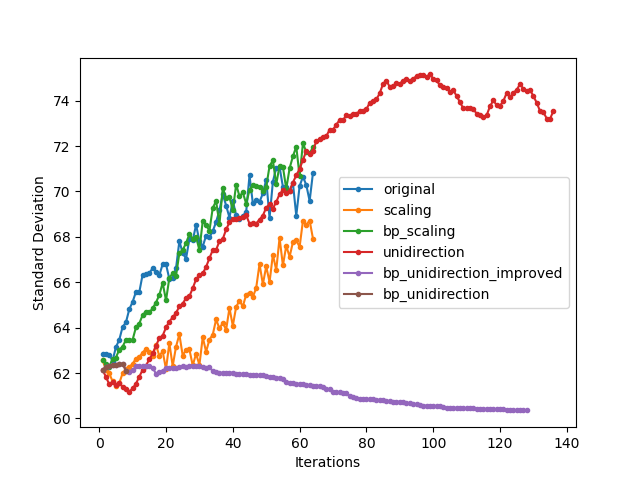 74
72
70
68
66
64
62
60
Standard Deviation
original
scaling
bp_scaling
unidirection
bp_unidirection_improved
bp_unidirection
0 20 40 60 80 100 120 140
Iterations